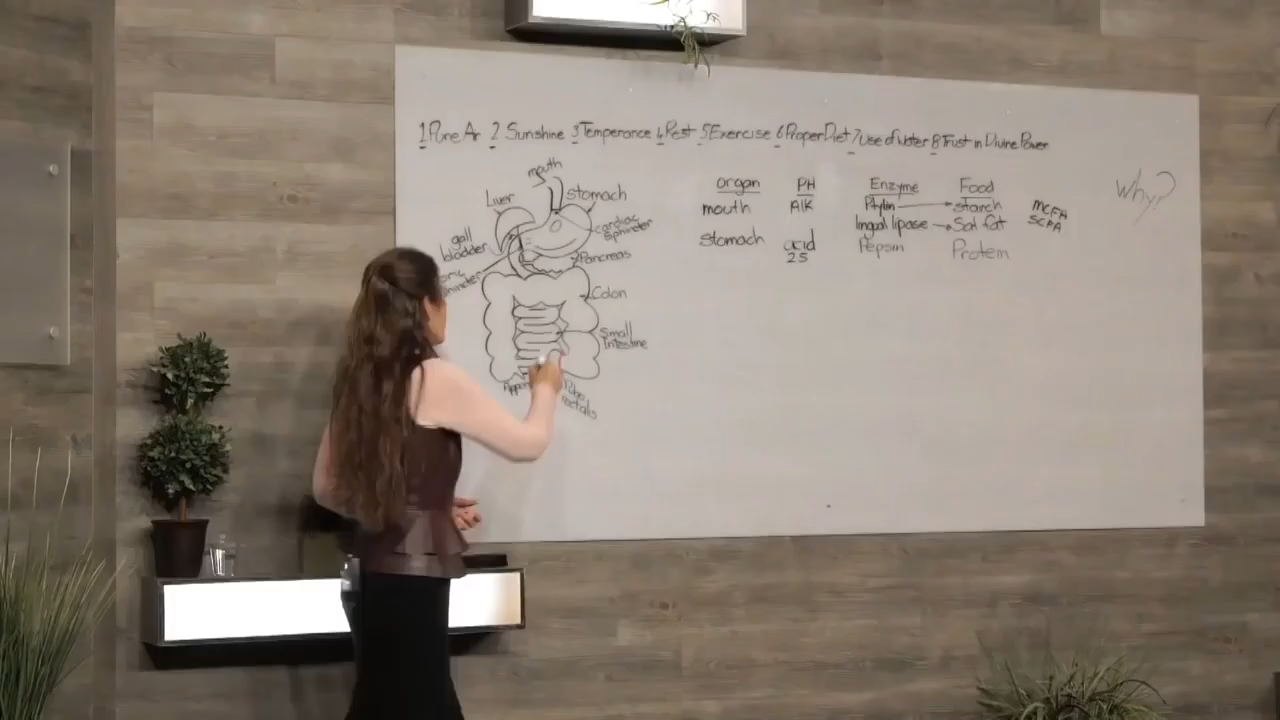 1 Pure Air 2 Sunshine 3 Temperance 4 Rest 5 Exercise 6 Proper Diet 7 Use of Water 8 Trust in Divine Power
mouth
Liver
stomach
cardiac
sphincter
gall
bladder
Pancreas
Colon
Small
Intestine
organ PH Enzyme Food
mouth Alk Ptylin starch
lingual lipase Sat fat
MCFA
SCFA
stomach acid Pepsin Protein
25
Why?